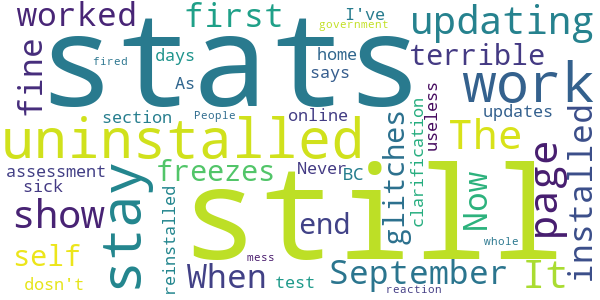 worked
first
I've
government
updating
stats
fine
fired
days
home
As
says
terrible
work
section
People
online
useless
updates
uninstalled
The
clarification
glitches
installed
assessment
freezes
Never
BC
page
sick
stay
still
Now
show
reinstalled
end
self
whole
dosn't
When
mess
test
September
It
reaction